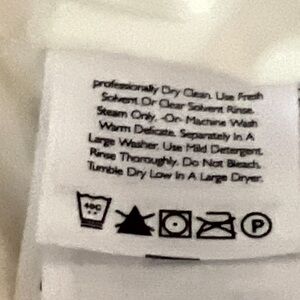 professionally Dry Clean. Use Fresh
Solvent Or Clear Solvent Rinse.
Steam Only, -Or- Machine Wash
Warm Delicate. Separately In A
Large Washer. Use Mild Detergent.
Rinse Thoroughly. Do Not Bleach.
Tumble Dry Low In A Large Dryer.
40C
P